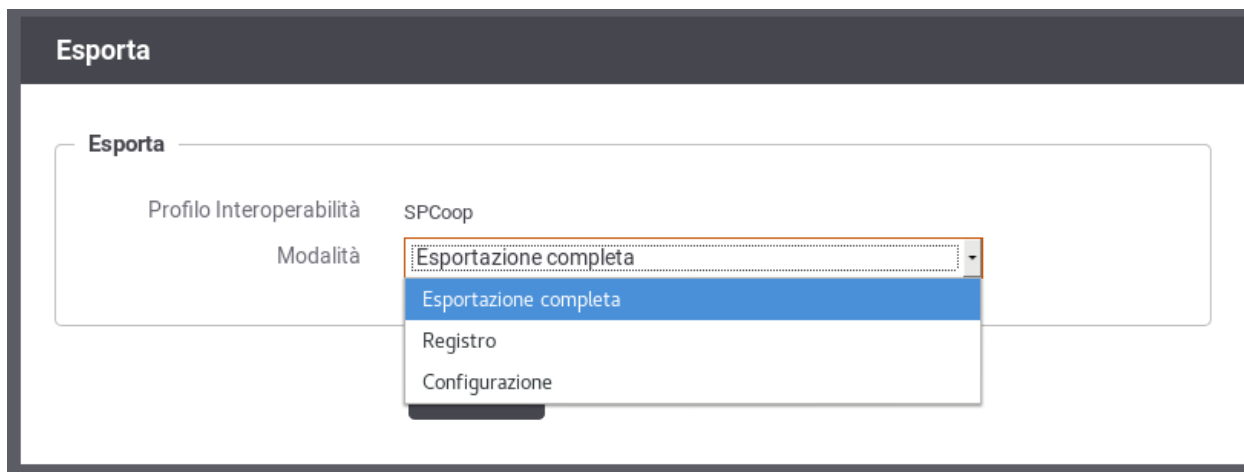 Esporta
Esporta
Profilo Interoperabilità SPCoop
Modalità Esportazione completa
Esportazione completa
Registro
Configurazione